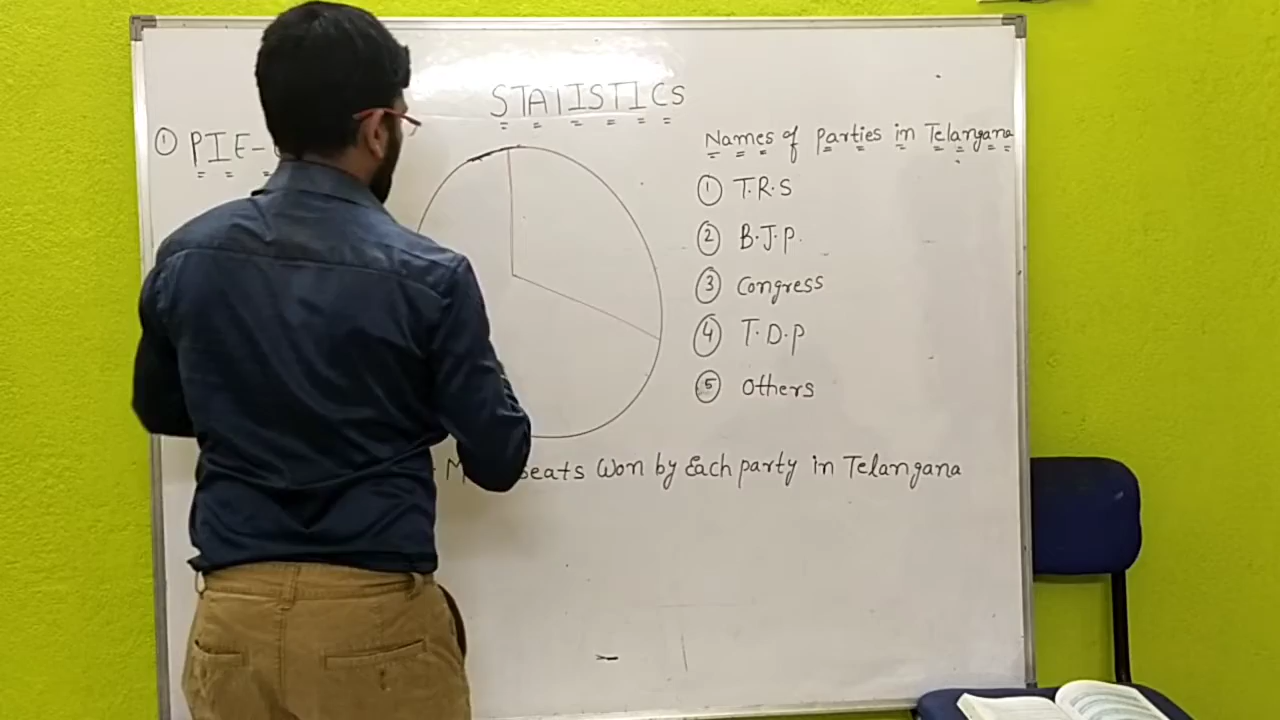 STATISTICS
① PIE-
Names of parties in Telangana
① T.R.S
② B.J.P.
③ Congress
④ T.D.P
⑤ Others
seats Won by Each party in Telangana